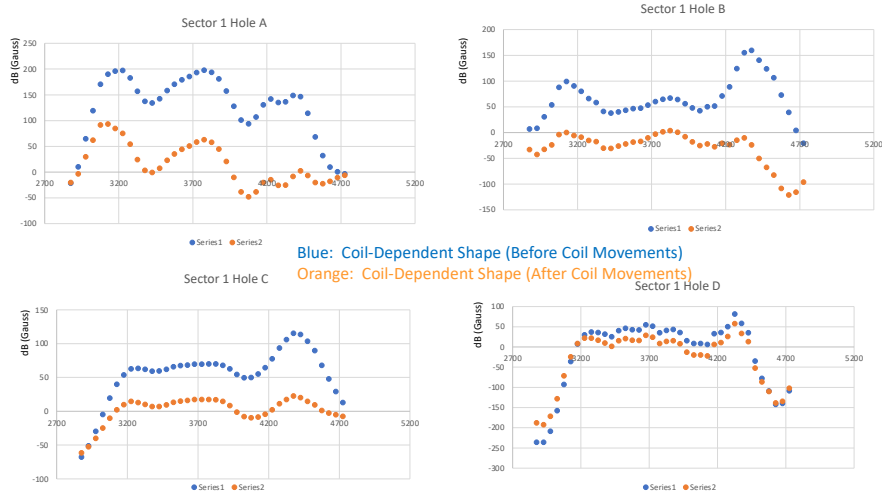 Sector 1 Hole A
dB (Gauss)
250
200
150
100
50
0
-50
-100
2700 3200 3700 4200 4700 5200
Series1 Series2
Sector 1 Hole B
dB (Gauss)
200
150
100
50
0
-50
-100
-150
2700 3200 3700 4200 4700 5200
Series1 Series2
Blue: Coil-Dependent Shape (Before Coil Movements)
Orange: Coil-Dependent Shape (After Coil Movements)
Sector 1 Hole C
dB (Gauss)
150
100
50
0
-50
-100
2700 3200 3700 4200 4700 5200
Series1 Series2
Sector 1 Hole D
dB (Gauss)
100
50
0
-50
-100
-150
-200
-250
-300
2700 3200 3700 4200 4700 5200
Series1 Series2